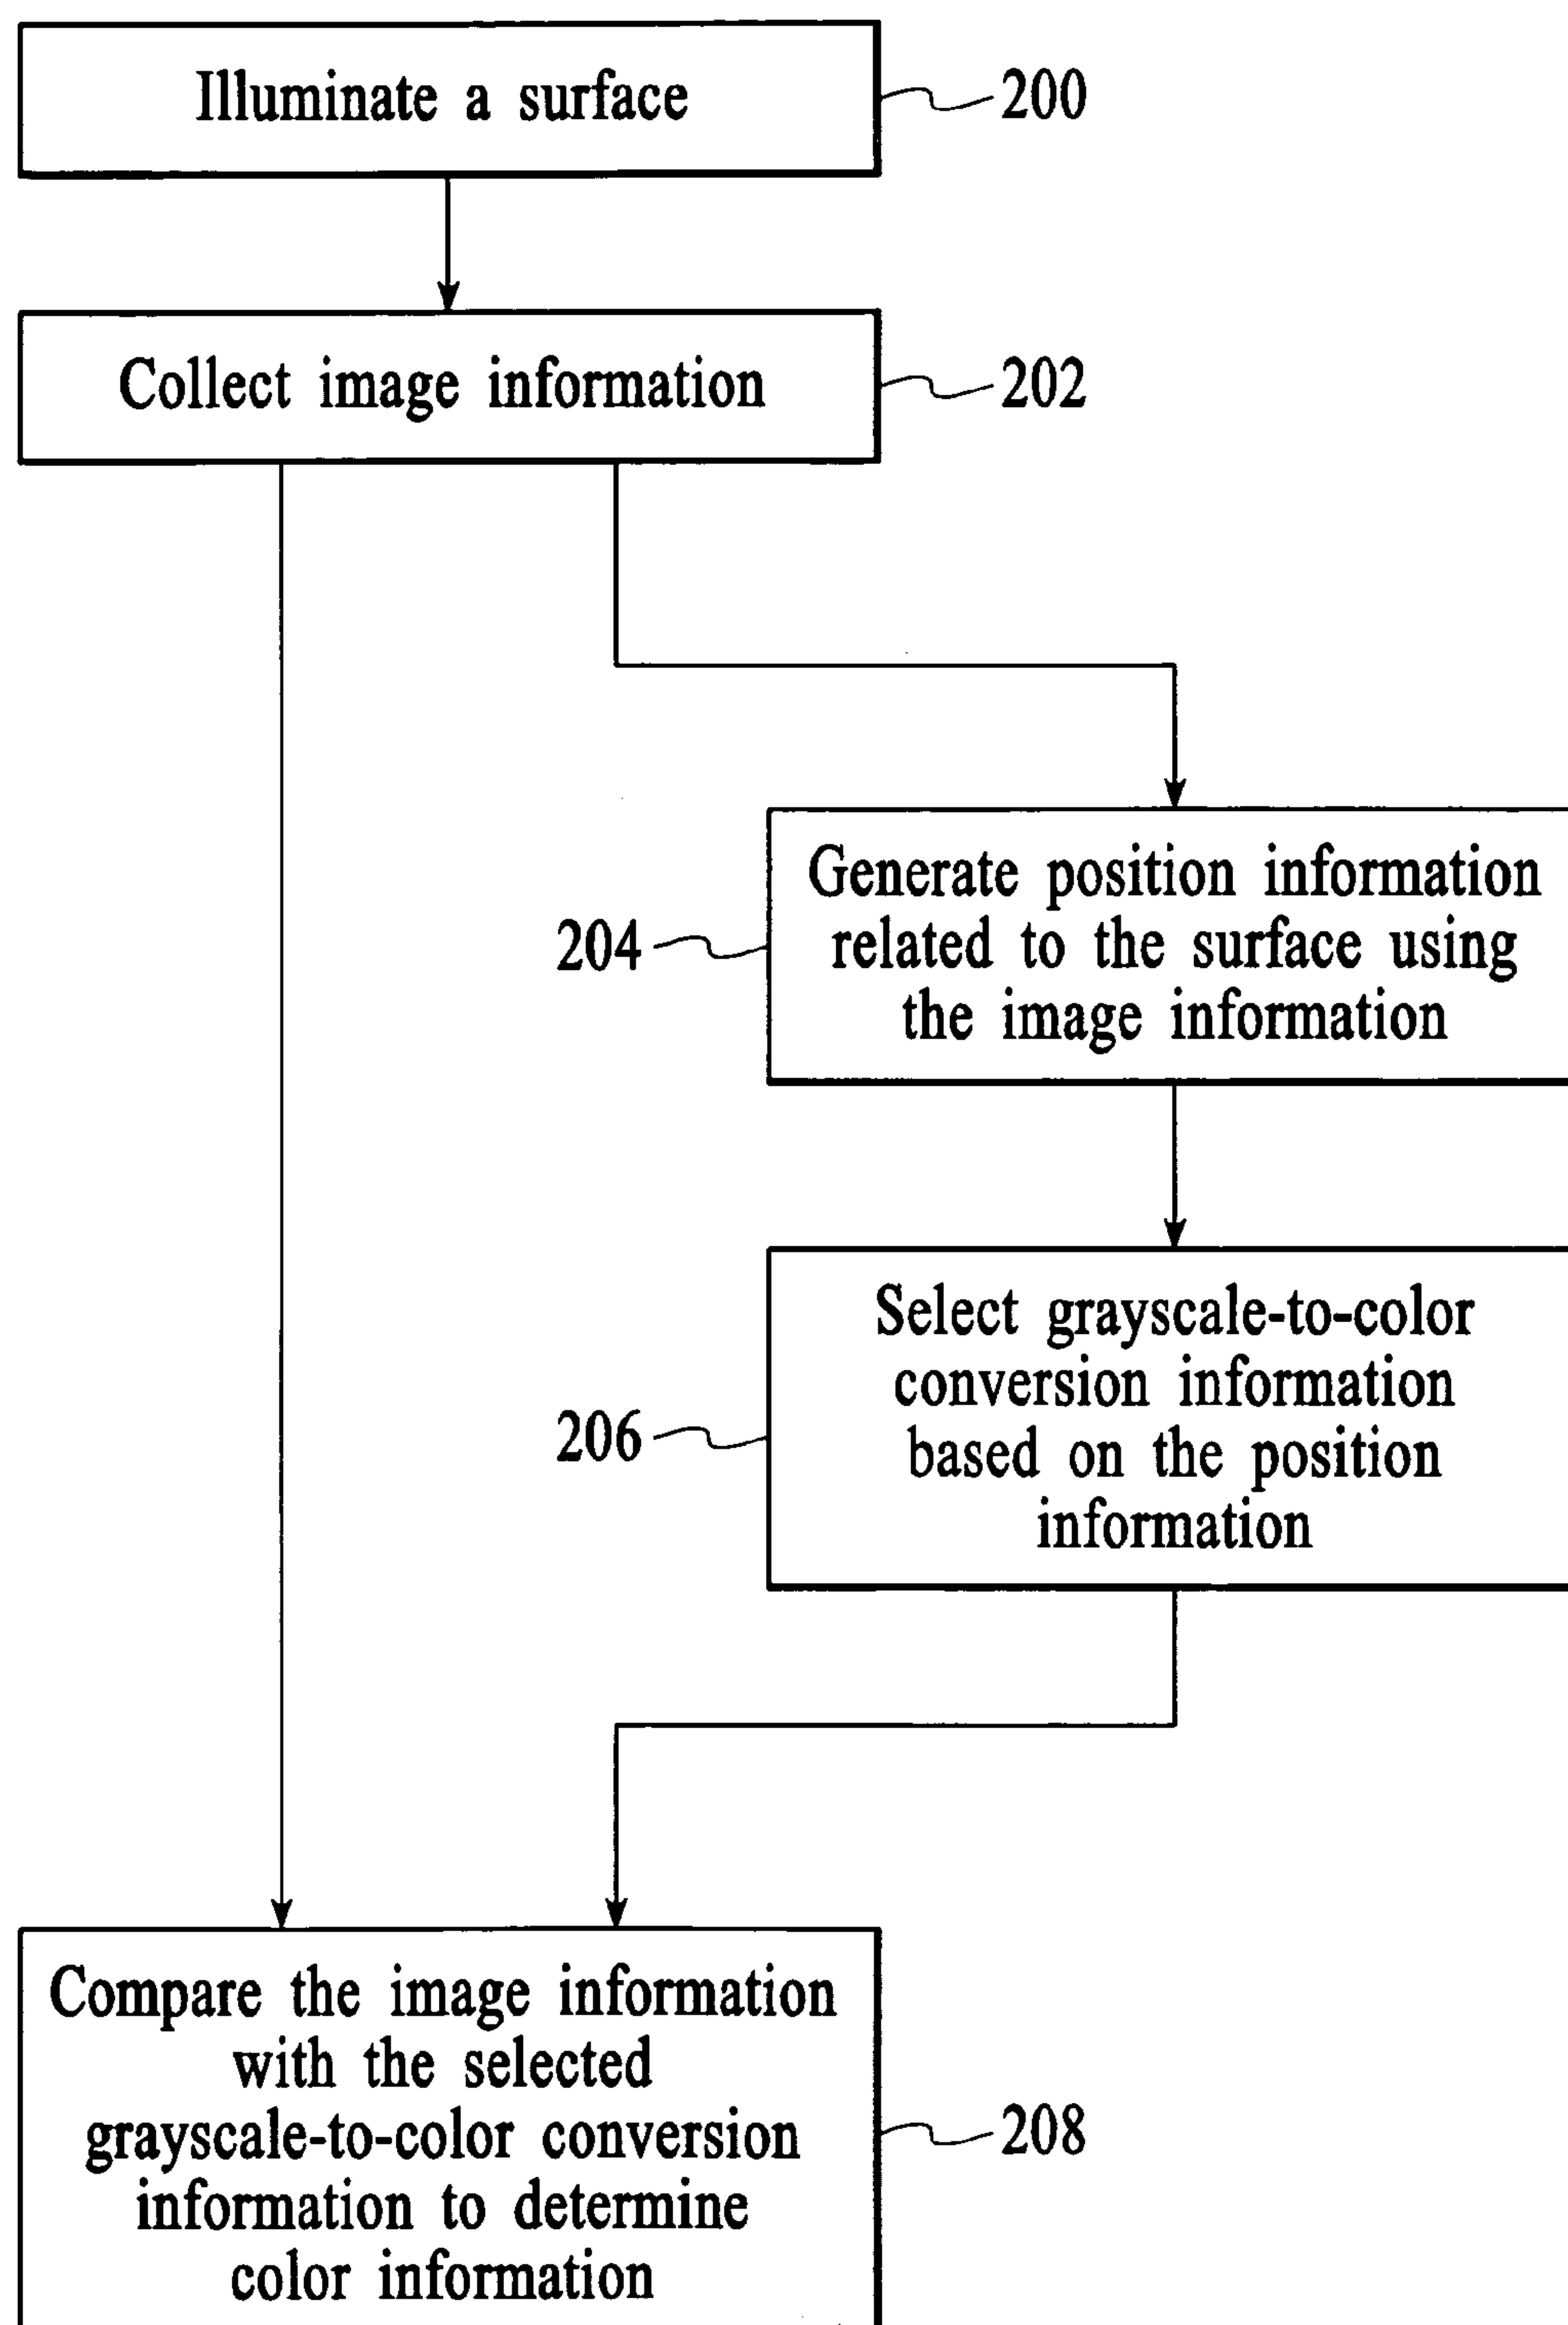 Illuminate a surface
200
Collect image information
202
Generate position information
related to the surface using
the image information
204
Select grayscale-to-color
conversion information
based on the position
information
206
Compare the image information
with the selected
grayscale-to-color conversion
information to determine
color information
208